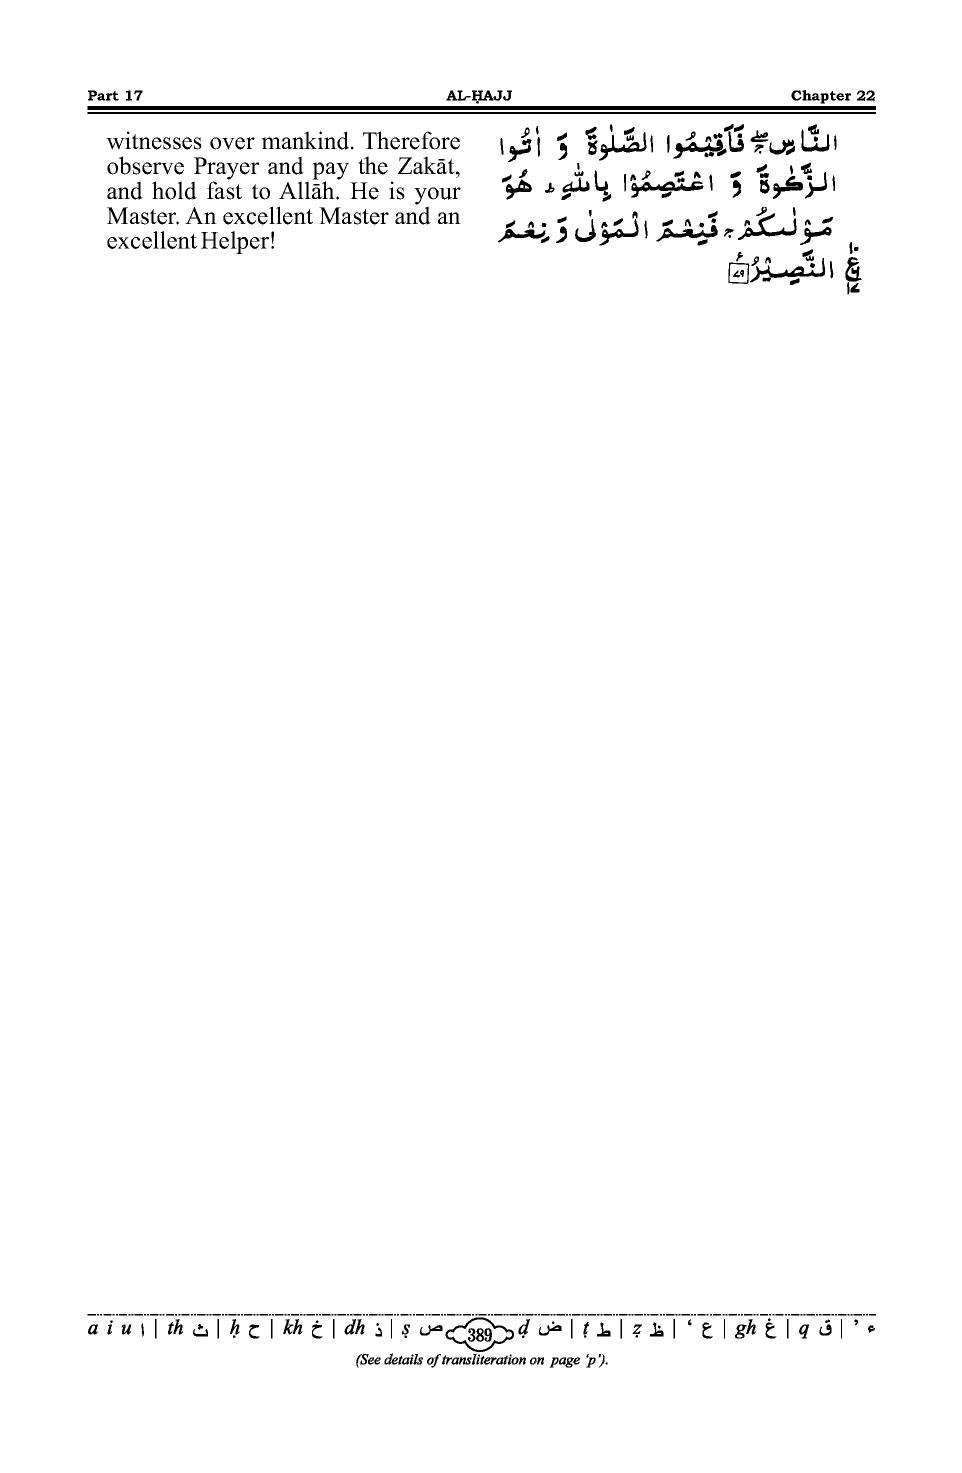 Part 17 AL-ḤAJJ Chapter 22
witnesses over mankind. Therefore
observe Prayer and pay the Zakāt,
and hold fast to Allāh. He is your
Master. An excellent Master and an
excellent Helper!
النَّاسِ ۖۚ فَاَقِيْمُوا الصَّلٰوةَ وَ اٰتُوا
الزَّكٰوةَ وَ اعْتَصِمُوْا بِاللّٰهِ ؕ هُوَ
مَوْلٰىكُمْ ۚ فَنِعْمَ الْمَوْلٰى وَ نِعْمَ
النَّصِيْرُ ۷۹
a i u ا | th ث | ḥ ح | kh خ | dh ذ | ṣ ص 389 ḍ ض | ṭ ط | ẓ ظ | ‘ ع | gh غ | q ق | ’ ء
(See details of transliteration on page ‘p’).